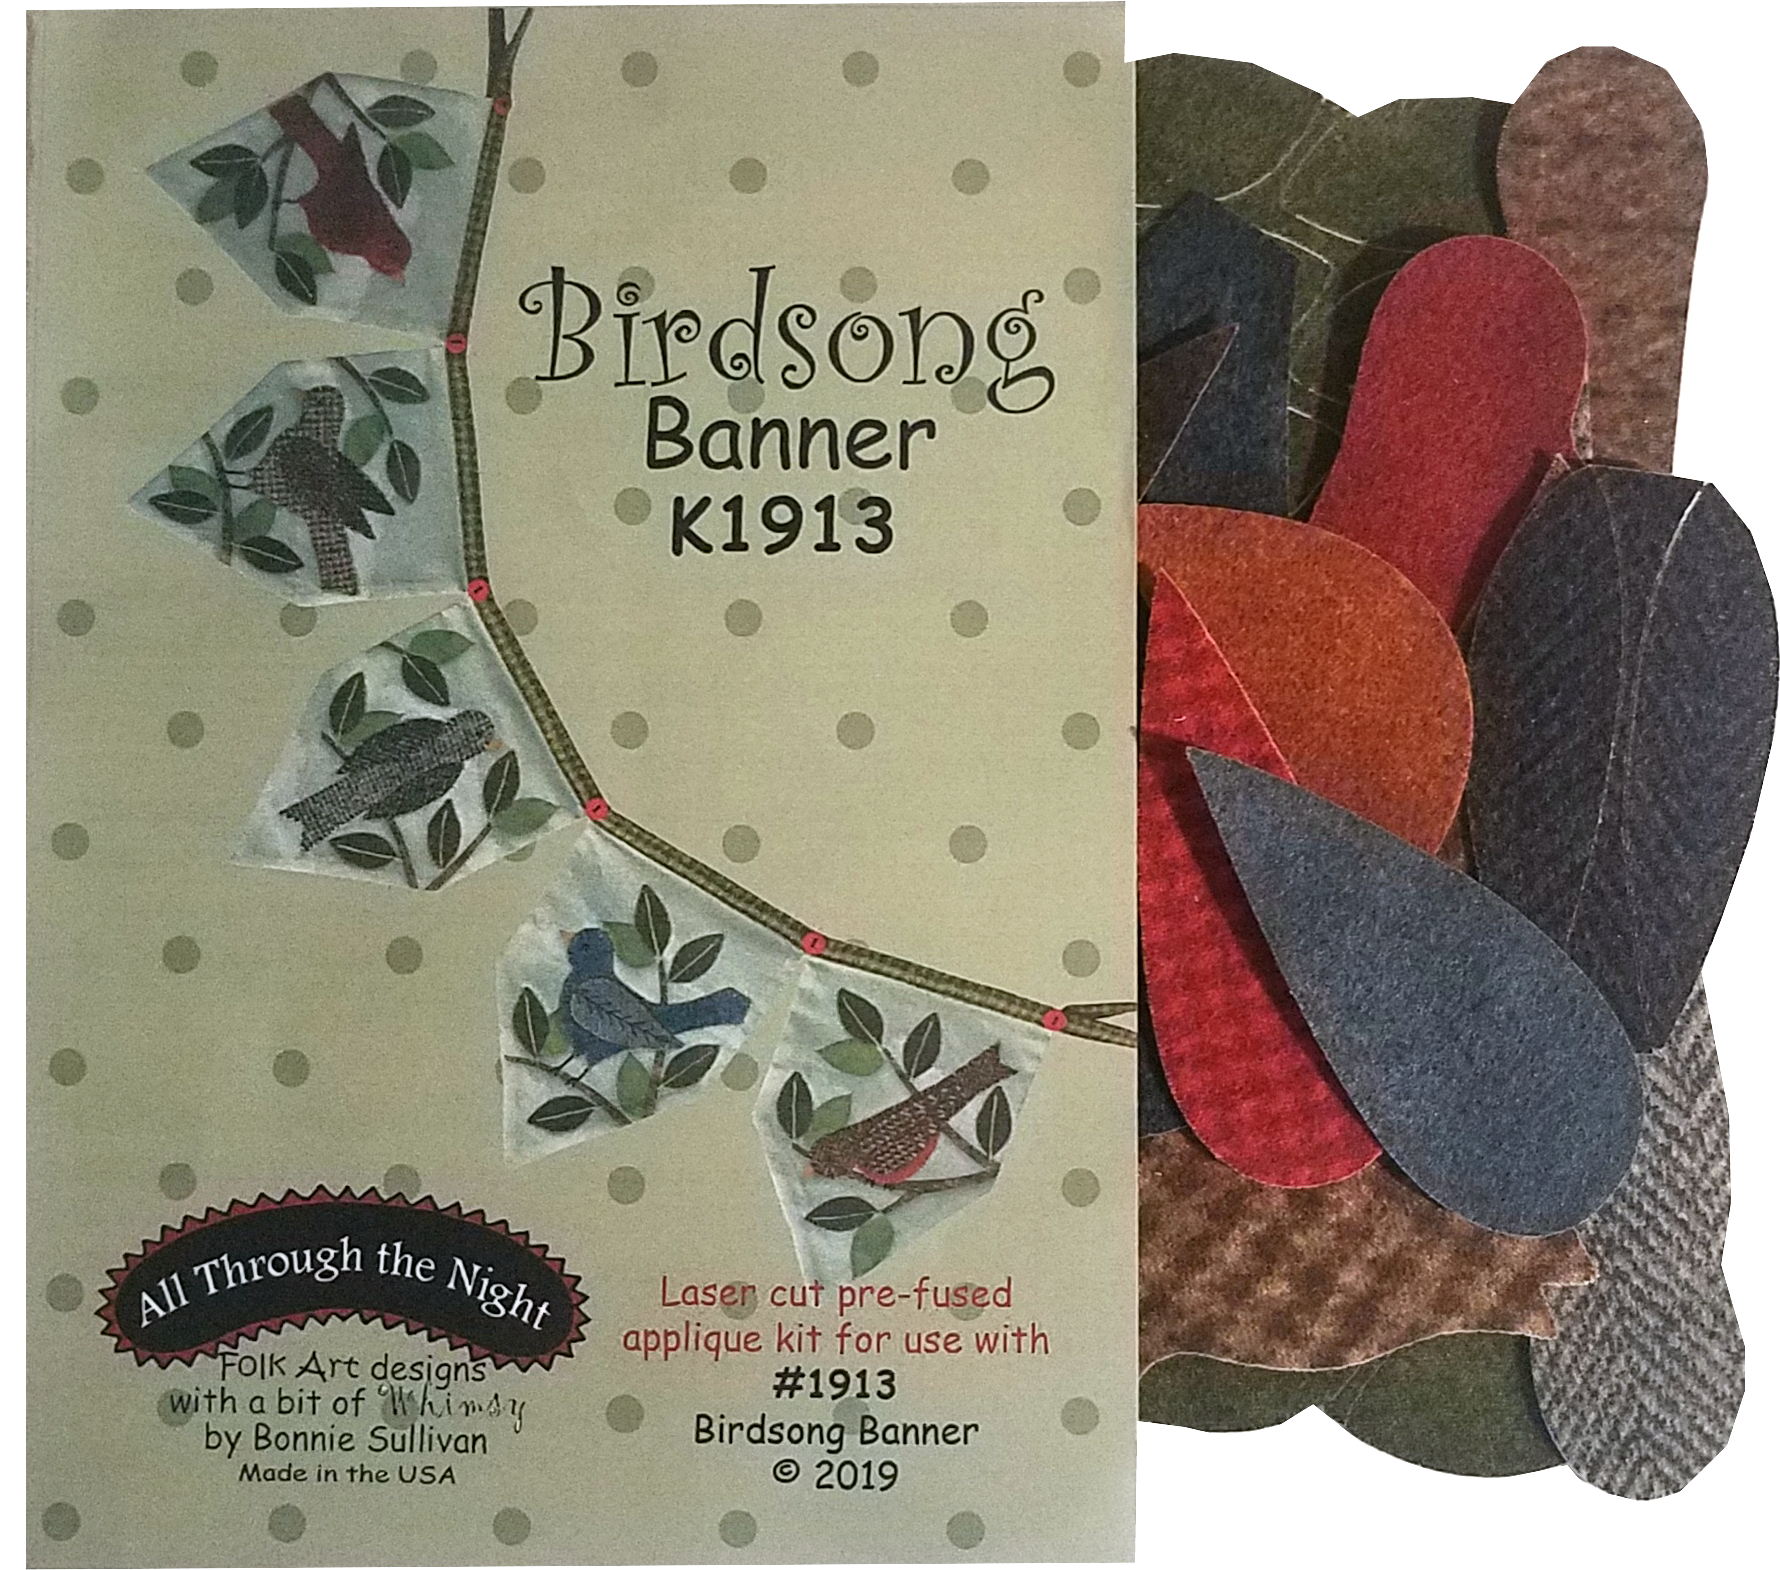 Birdsong
Banner
K1913
All Through the Night
Folk Art designs
with a bit of Whimsy
by Bonnie Sullivan
Made in the USA
Laser cut pre-fused
applique kit for use with
#1913
Birdsong Banner
© 2019